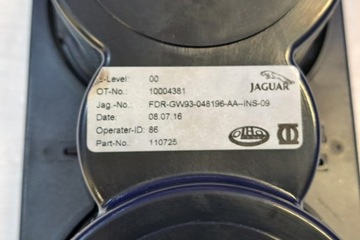 E-Level: 00
OT-No.: 10004381
Jag.-No.: FDR-GW93-048196-AA--INS-09
Date: 08.07.16
Operater-ID: 86
Part-No.: 110725
JAGUAR